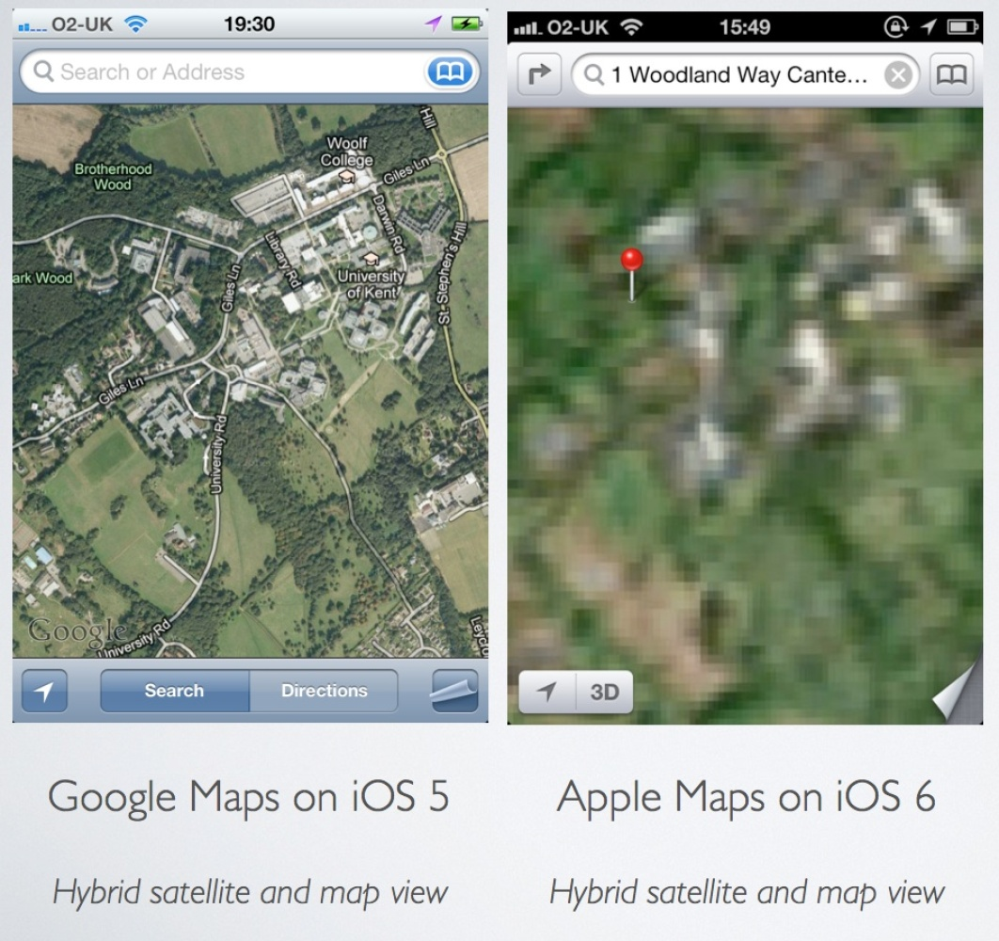 O2-UK 19:30
Search or Address
Hill
Woolf
College
Giles Ln
Brotherhood
Wood
Darwin Rd
Library Rd
ark Wood
University
of Kent
Giles Ln
St-Stephen's Hill
Giles Ln
University Rd
Google
University Rd
Search Directions
O2-UK 15:49
1 Woodland Way Cante...
3D
Google Maps on iOS 5
Apple Maps on iOS 6
Hybrid satellite and map view
Hybrid satellite and map view